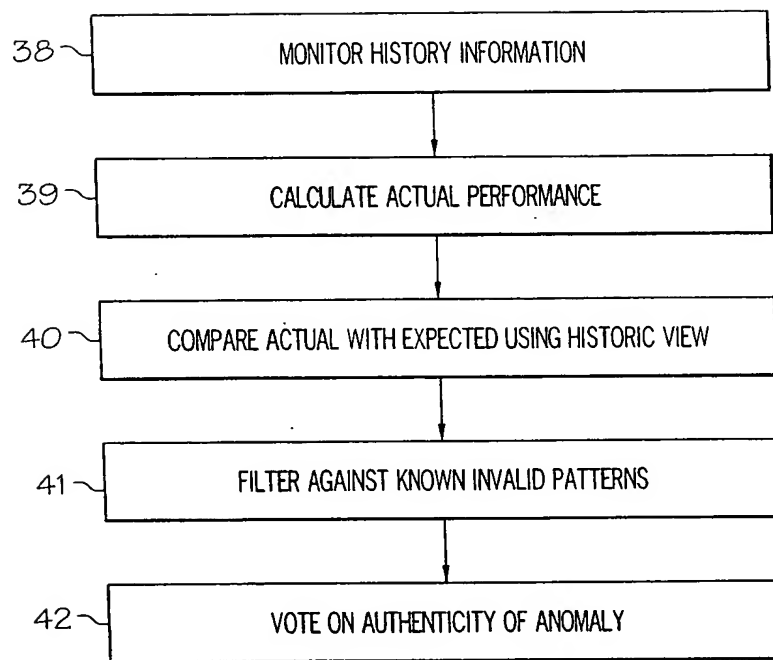 38 MONITOR HISTORY INFORMATION
39 CALCULATE ACTUAL PERFORMANCE
40 COMPARE ACTUAL WITH EXPECTED USING HISTORIC VIEW
41 FILTER AGAINST KNOWN INVALID PATTERNS
42 VOTE ON AUTHENTICITY OF ANOMALY